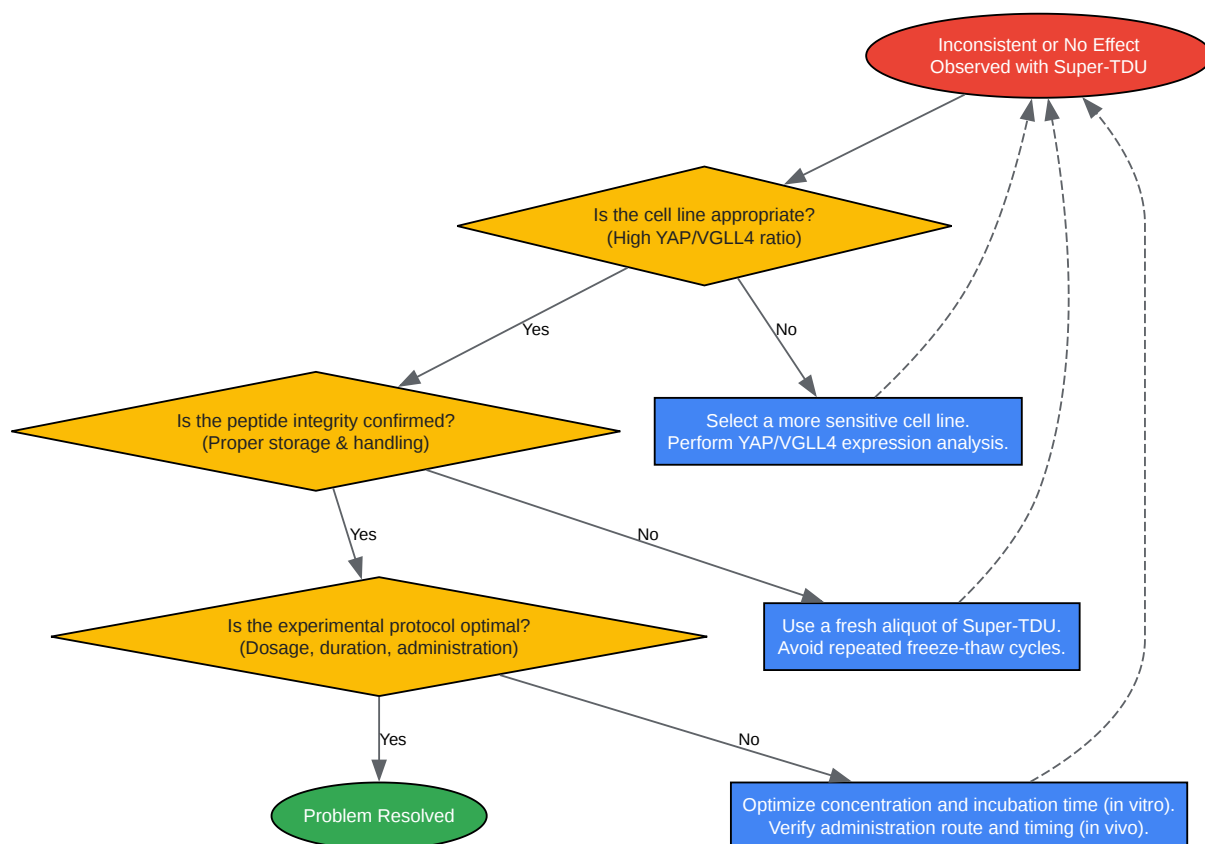 Inconsistent or No Effect
Observed with Super-TDU
Is the cell line appropriate?
(High YAP/VGLL4 ratio)
Yes
No
Is the peptide integrity confirmed?
(Proper storage & handling)
Select a more sensitive cell line.
Perform YAP/VGLL4 expression analysis.
Yes
No
Is the experimental protocol optimal?
(Dosage, duration, administration)
Use a fresh aliquot of Super-TDU.
Avoid repeated freeze-thaw cycles.
Yes
No
Problem Resolved
Optimize concentration and incubation time (in vitro).
Verify administration route and timing (in vivo).